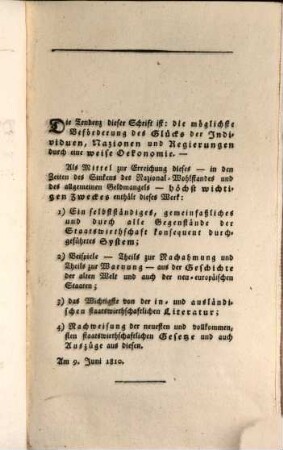 Die Tendenz dieser Schrift ist: die möglichste
Beförderung des Glücks der Indi-
viduen, Nazionen und Regierungen
durch eine weise Oekonomie. —
Als Mittel zur Erreichung dieses — in den
Zeiten des Sinkens des Nazional-Wohlstandes und
des allgemeinen Geldmangels — höchst wichti-
gen Zweckes enthält dieses Werk:
1) Ein selbstständiges, gemeinfaßliches
und durch alle Gegenstände der
Staatswirthschaft konsequent durch-
geführtes System;
2) Beispiele — Theils zur Nachahmung und
Theils zur Warnung — aus der Geschichte
der alten Welt und auch der neu-europäischen
Staaten;
3) das Wichtigste von der in- und ausländi-
schen staatswirthschaftlichen Literatur;
4) Nachweisung der neuesten und vollkommen-
sten staatswirthschaftlichen Gesetze und auch
Auszüge aus diesen.
Am 9. Juni 1810.